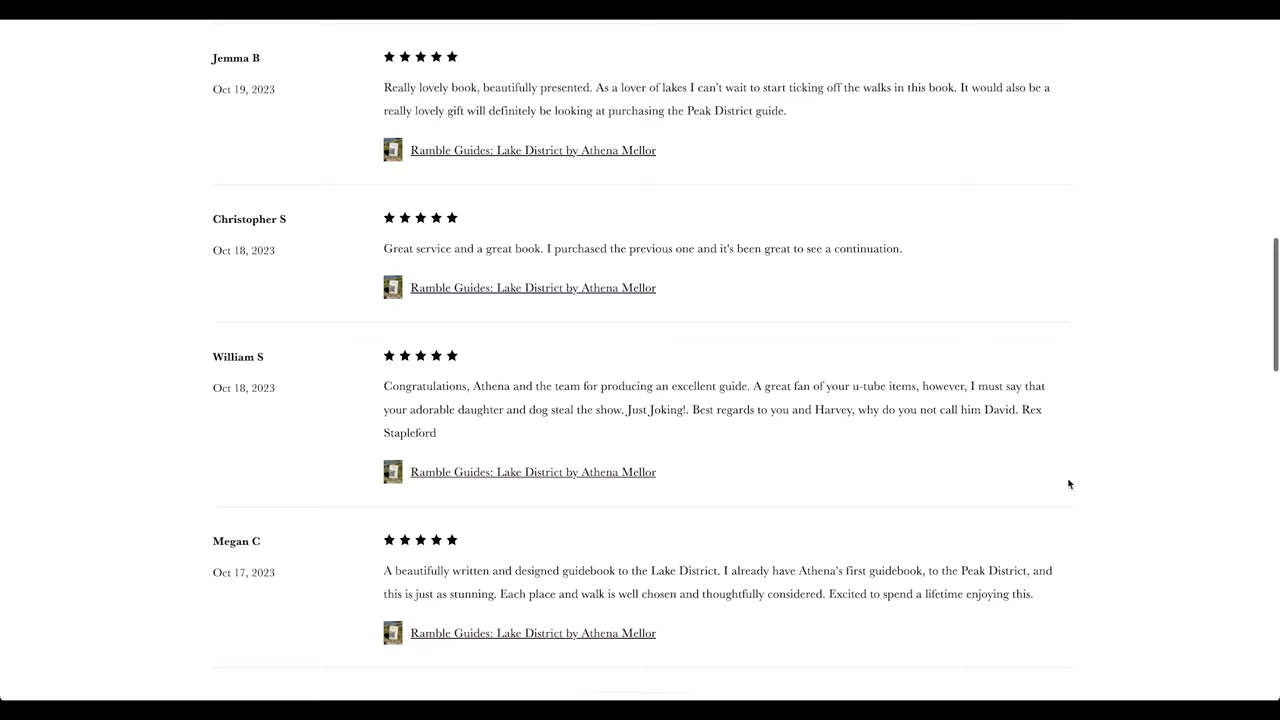 Jemma B
Oct 19, 2023
Really lovely book, beautifully presented. As a lover of lakes I can't wait to start ticking off the walks in this book. It would also be a
really lovely gift will definitely be looking at purchasing the Peak District guide.
Ramble Guides: Lake District by Athena Mellor
Christopher S
Oct 18, 2023
Great service and a great book. I purchased the previous one and it's been great to see a continuation.
Ramble Guides: Lake District by Athena Mellor
William S
Oct 18, 2023
Congratulations, Athena and the team for producing an excellent guide. A great fan of your u-tube items, however, I must say that
your adorable daughter and dog steal the show. Just Joking!. Best regards to you and Harvey, why do you not call him David. Rex
Stapleford
Ramble Guides: Lake District by Athena Mellor
Megan C
Oct 17, 2023
A beautifully written and designed guidebook to the Lake District. I already have Athena's first guidebook, to the Peak District, and
this is just as stunning. Each place and walk is well chosen and thoughtfully considered. Excited to spend a lifetime enjoying this.
Ramble Guides: Lake District by Athena Mellor